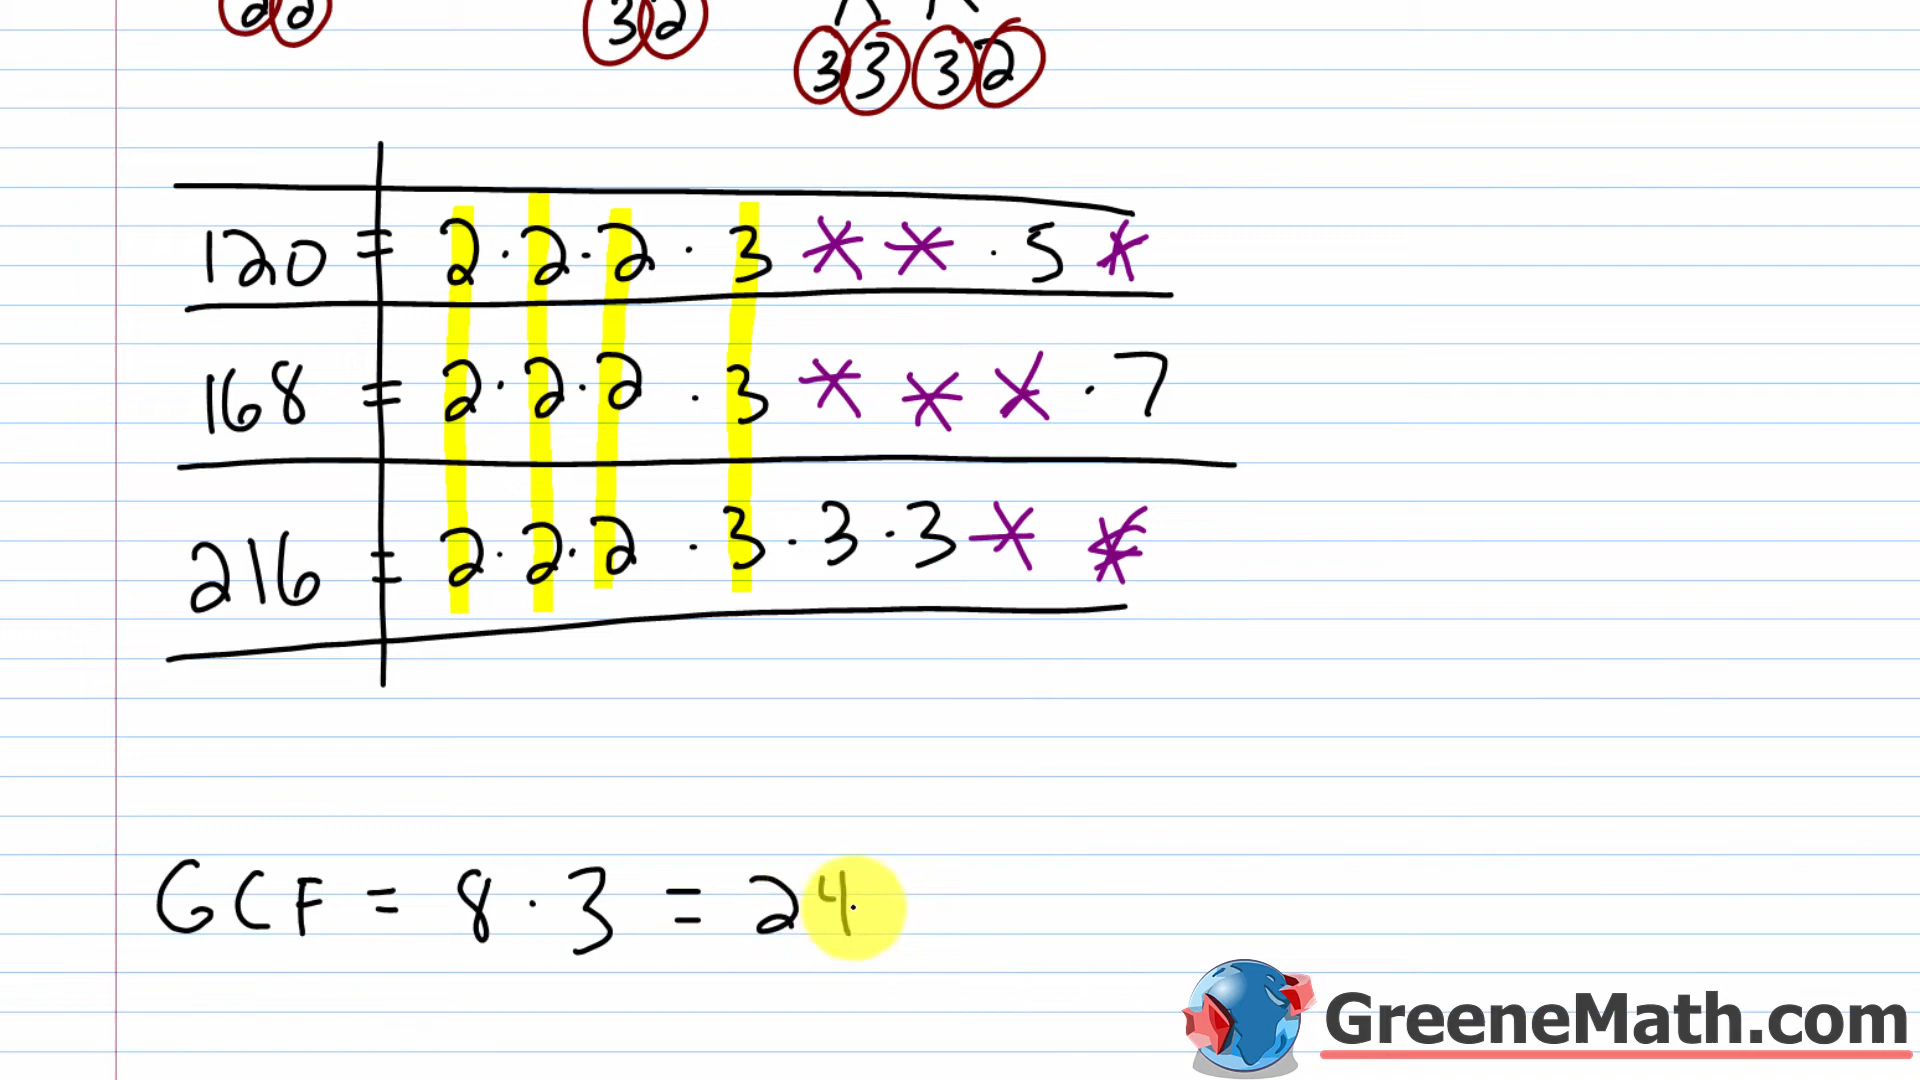 2 2 3 2
3 3 3 2
120 = 2 · 2 · 2 · 3 * * · 5 *
168 = 2 · 2 · 2 · 3 * * * · 7
216 = 2 · 2 · 2 · 3 · 3 · 3 * *
GCF = 8 · 3 = 24
GreeneMath.com